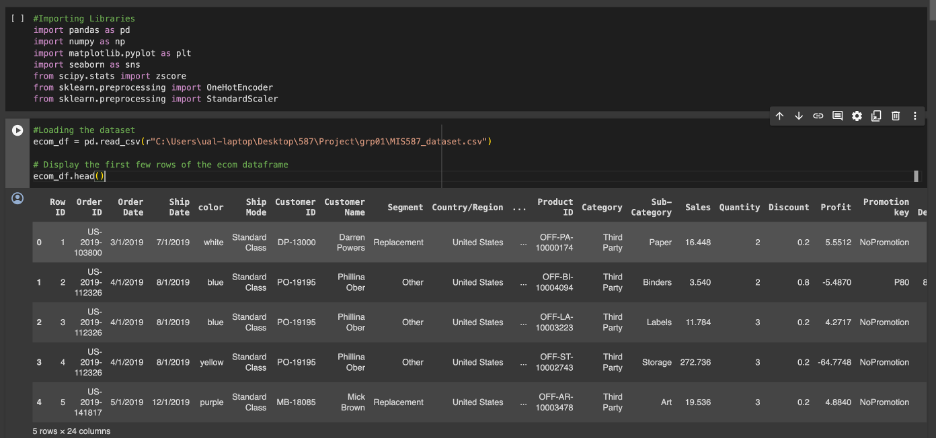 [ ] #Importing Libraries
import pandas as pd
import numpy as np
import matplotlib.pyplot as plt
import seaborn as sns
from scipy.stats import zscore
from sklearn.preprocessing import OneHotEncoder
from sklearn.preprocessing import StandardScaler
#Loading the dataset
ecom_df = pd.read_csv(r"C:\Users\ual-laptop\Desktop\587\Project\grp01\MIS587_dataset.csv")
# Display the first few rows of the ecom dataframe
ecom_df.head()
Row ID Order ID Order Date Ship Date color Ship Mode Customer ID Customer Name Segment Country/Region ... Product ID Category Sub-Category Sales Quantity Discount Profit Promotion key De
0 1 US-2019-103800 3/1/2019 7/1/2019 white Standard Class DP-13000 Darren Powers Replacement United States ... OFF-PA-10000174 Third Party Paper 16.448 2 0.2 5.5512 NoPromotion
1 2 US-2019-112326 4/1/2019 8/1/2019 blue Standard Class PO-19195 Phillina Ober Other United States ... OFF-BI-10004094 Third Party Binders 3.540 2 0.8 -5.4870 P80 8
2 3 US-2019-112326 4/1/2019 8/1/2019 blue Standard Class PO-19195 Phillina Ober Other United States ... OFF-LA-10003223 Third Party Labels 11.784 3 0.2 4.2717 NoPromotion
3 4 US-2019-112326 4/1/2019 8/1/2019 yellow Standard Class PO-19195 Phillina Ober Other United States ... OFF-ST-10002743 Third Party Storage 272.736 3 0.2 -64.7748 NoPromotion
4 5 US-2019-141817 5/1/2019 12/1/2019 purple Standard Class MB-18085 Mick Brown Replacement United States ... OFF-AR-10003478 Third Party Art 19.536 3 0.2 4.8840 NoPromotion
5 rows × 24 columns